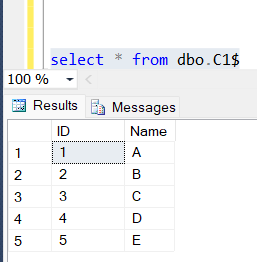 select * from dbo.C1$
100 %
Results Messages
ID Name
1 1 A
2 2 B
3 3 C
4 4 D
5 5 E